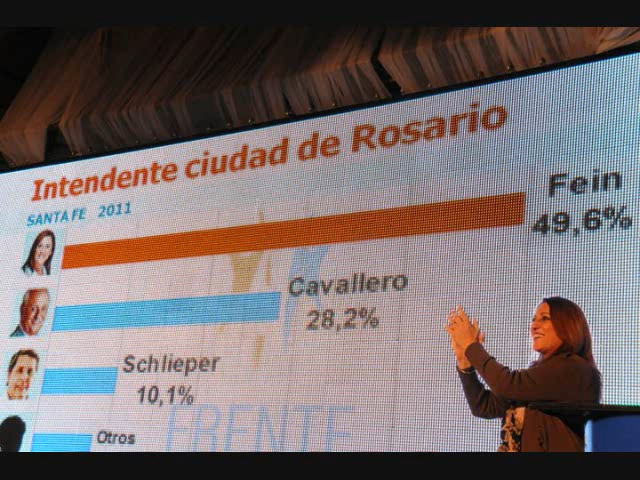 Intendente ciudad de Rosario
SANTA FE 2011
Fein
49,6%
Cavallero
28,2%
Schlieper
10,1%
Otros
FRENTE